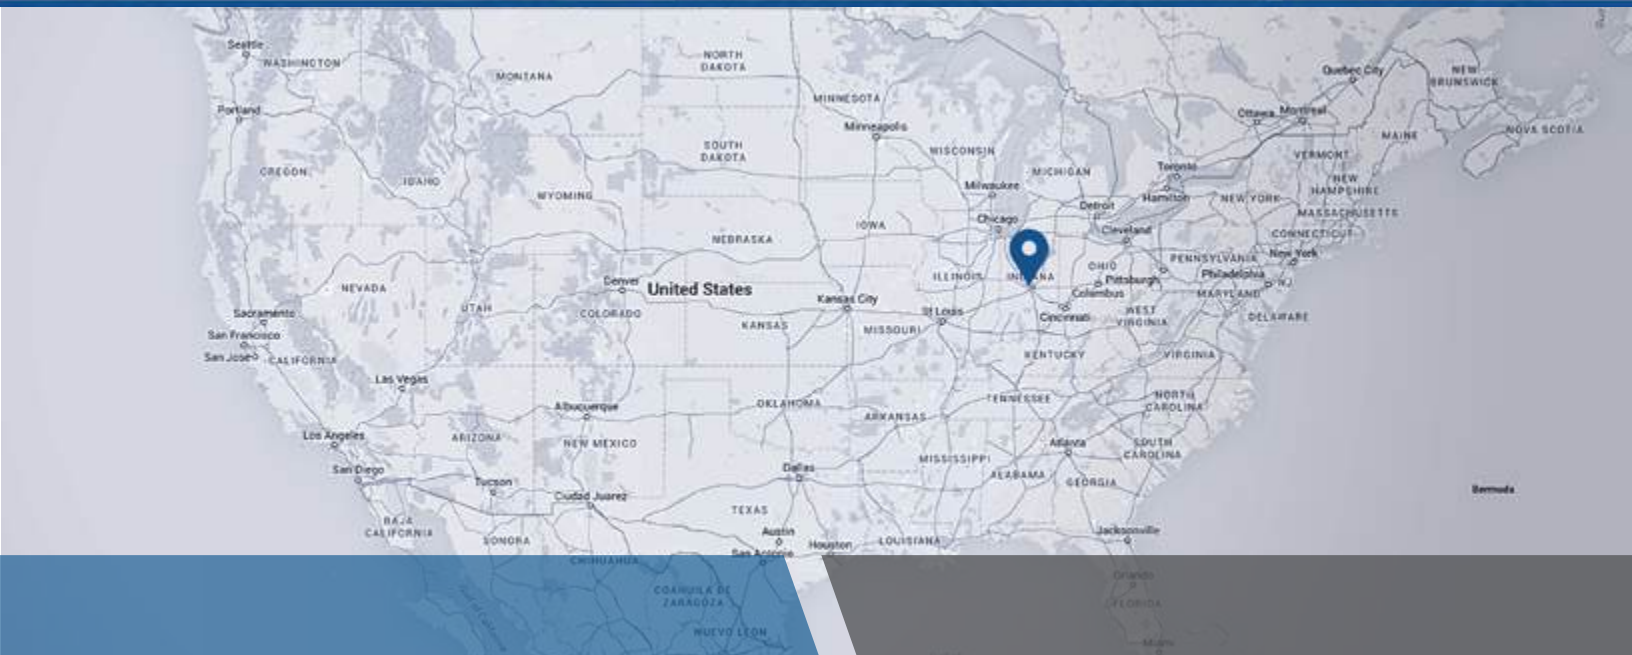 Seattle
WASHINGTON
MONTANA
NORTH
DAKOTA
MINNESOTA
Minneapolis
Quebec City
NEW
BRUNSWICK
Portland
Ottawa
Montreal
MAINE
NOVA SCOTIA
OREGON
IDAHO
WYOMING
SOUTH
DAKOTA
WISCONSIN
MICHIGAN
Milwaukee
Toronto
Hamilton
VERMONT
NEW
HAMPSHIRE
NEW YORK
MASSACHUSETTS
CONNECTICUT
Chicago
Detroit
Cleveland
IOWA
NEBRASKA
NEVADA
UTAH
Denver
COLORADO
United States
Kansas City
KANSAS
MISSOURI
St Louis
ILLINOIS
OHIO
Pittsburgh
Columbus
Cincinnati
PENNSYLVANIA
New York
Philadelphia
NJ
MARYLAND
DELAWARE
WEST
VIRGINIA
VIRGINIA
KENTUCKY
Sacramento
San Francisco
San Jose
CALIFORNIA
Las Vegas
Los Angeles
San Diego
ARIZONA
Tucson
Albuquerque
NEW MEXICO
Ciudad Juarez
OKLAHOMA
ARKANSAS
TENNESSEE
NORTH
CAROLINA
SOUTH
CAROLINA
Atlanta
GEORGIA
ALABAMA
MISSISSIPPI
Dallas
TEXAS
Austin
San Antonio
Houston
LOUISIANA
Jacksonville
Bermuda
BAJA
CALIFORNIA
SONORA
CHIHUAHUA
COAHUILA DE
ZARAGOZA
NUEVO LEON
Gulf of California
Orlando
FLORIDA
Miami